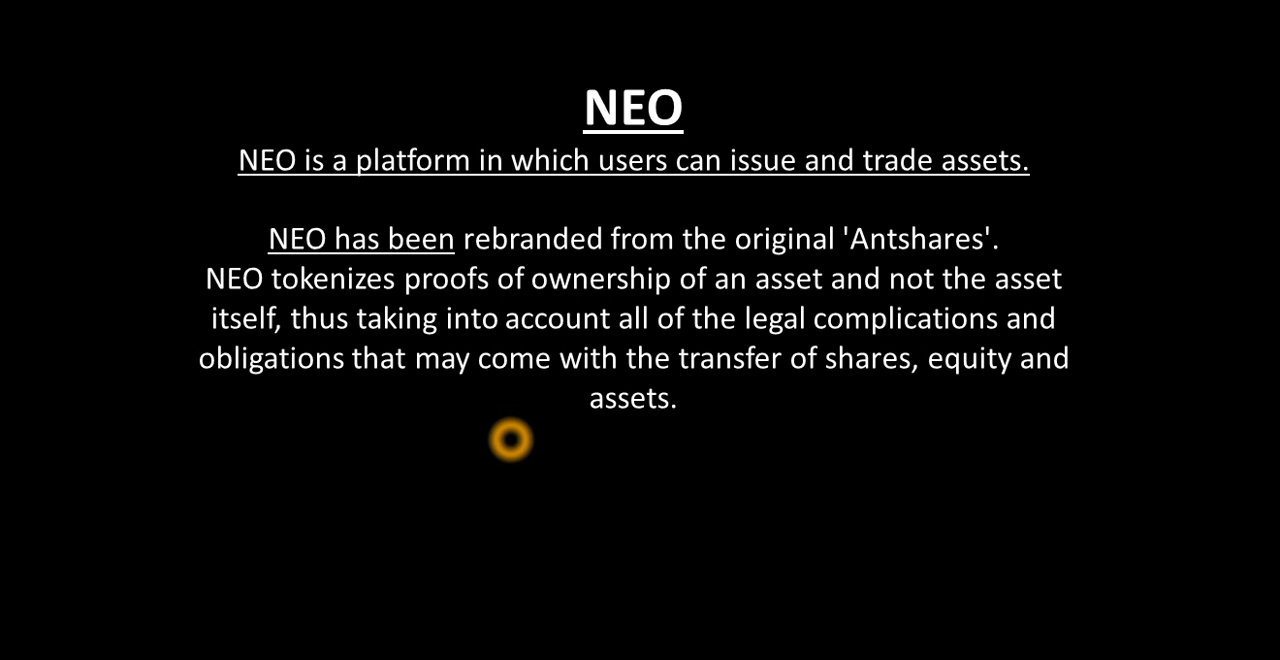 NEO
NEO is a platform in which users can issue and trade assets.
NEO has been rebranded from the original 'Antshares'.
NEO tokenizes proofs of ownership of an asset and not the asset
itself, thus taking into account all of the legal complications and
obligations that may come with the transfer of shares, equity and
assets.